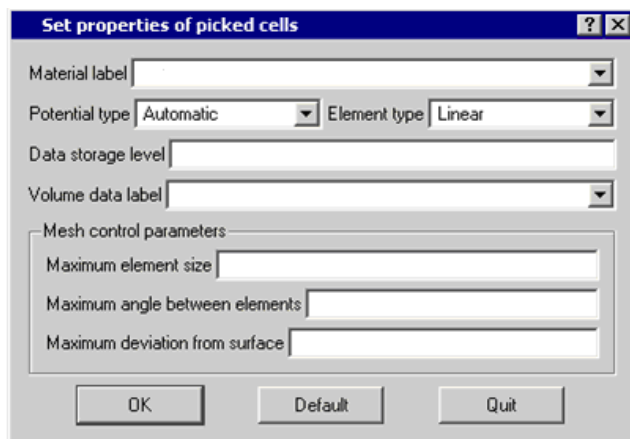 Set properties of picked cells ? X
Material label
Potential type Automatic Element type Linear
Data storage level
Volume data label
Mesh control parameters
Maximum element size
Maximum angle between elements
Maximum deviation from surface
OK Default Quit